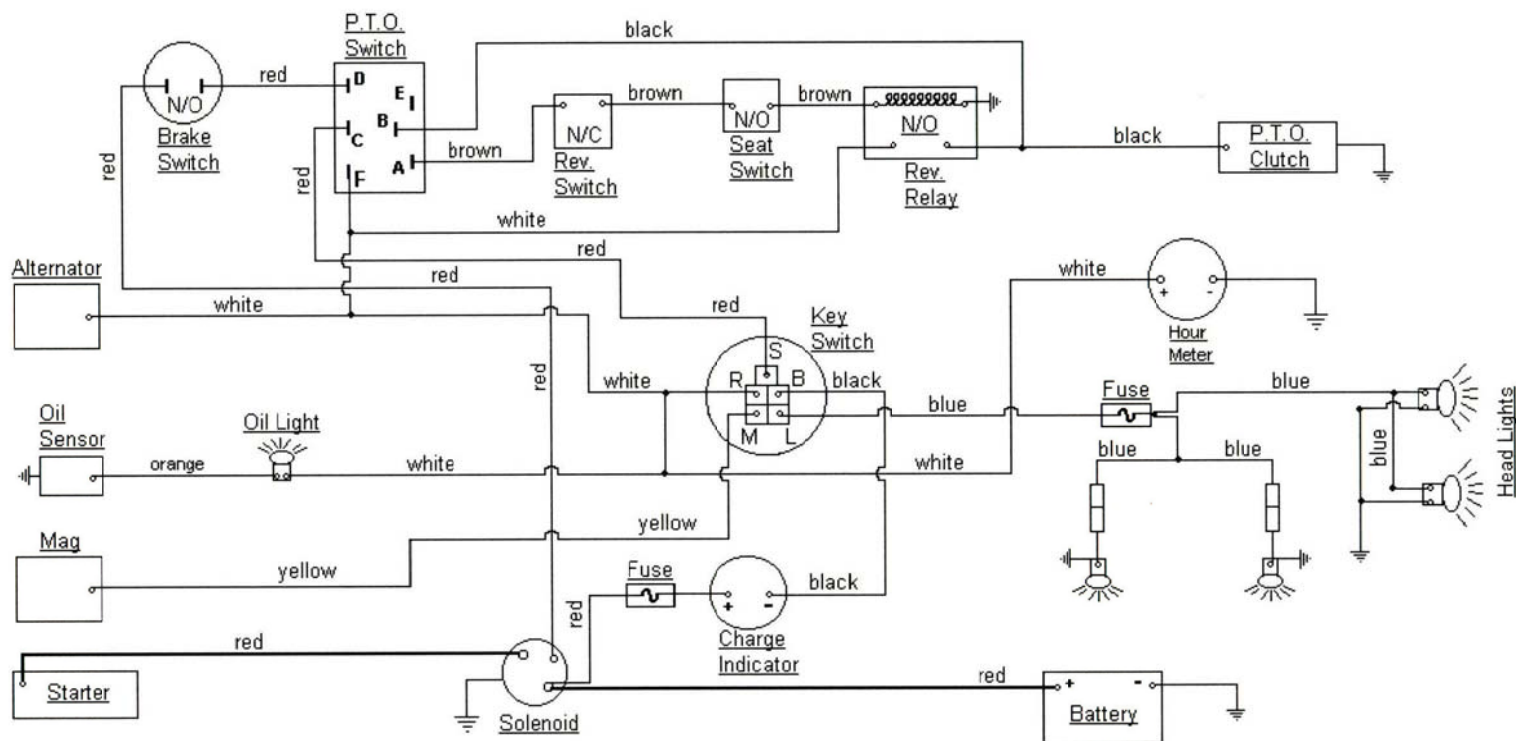 P.T.O.
Switch
black
red
D
E
N/O
B
C
Brake
Switch
A
F
brown
N/C
Rev.
Switch
brown
N/O
Seat
Switch
brown
N/O
Rev.
Relay
black
P.T.O.
Clutch
red
red
white
red
red
Alternator
white
white
+
-
Hour
Meter
red
Key
Switch
S
R
B
M
L
white
black
red
blue
Fuse
blue
blue
Head Lights
Oil
Sensor
Oil Light
orange
white
white
blue
blue
Mag
yellow
yellow
Fuse
red
+
-
black
Charge
Indicator
red
Starter
Solenoid
red
+
-
Battery